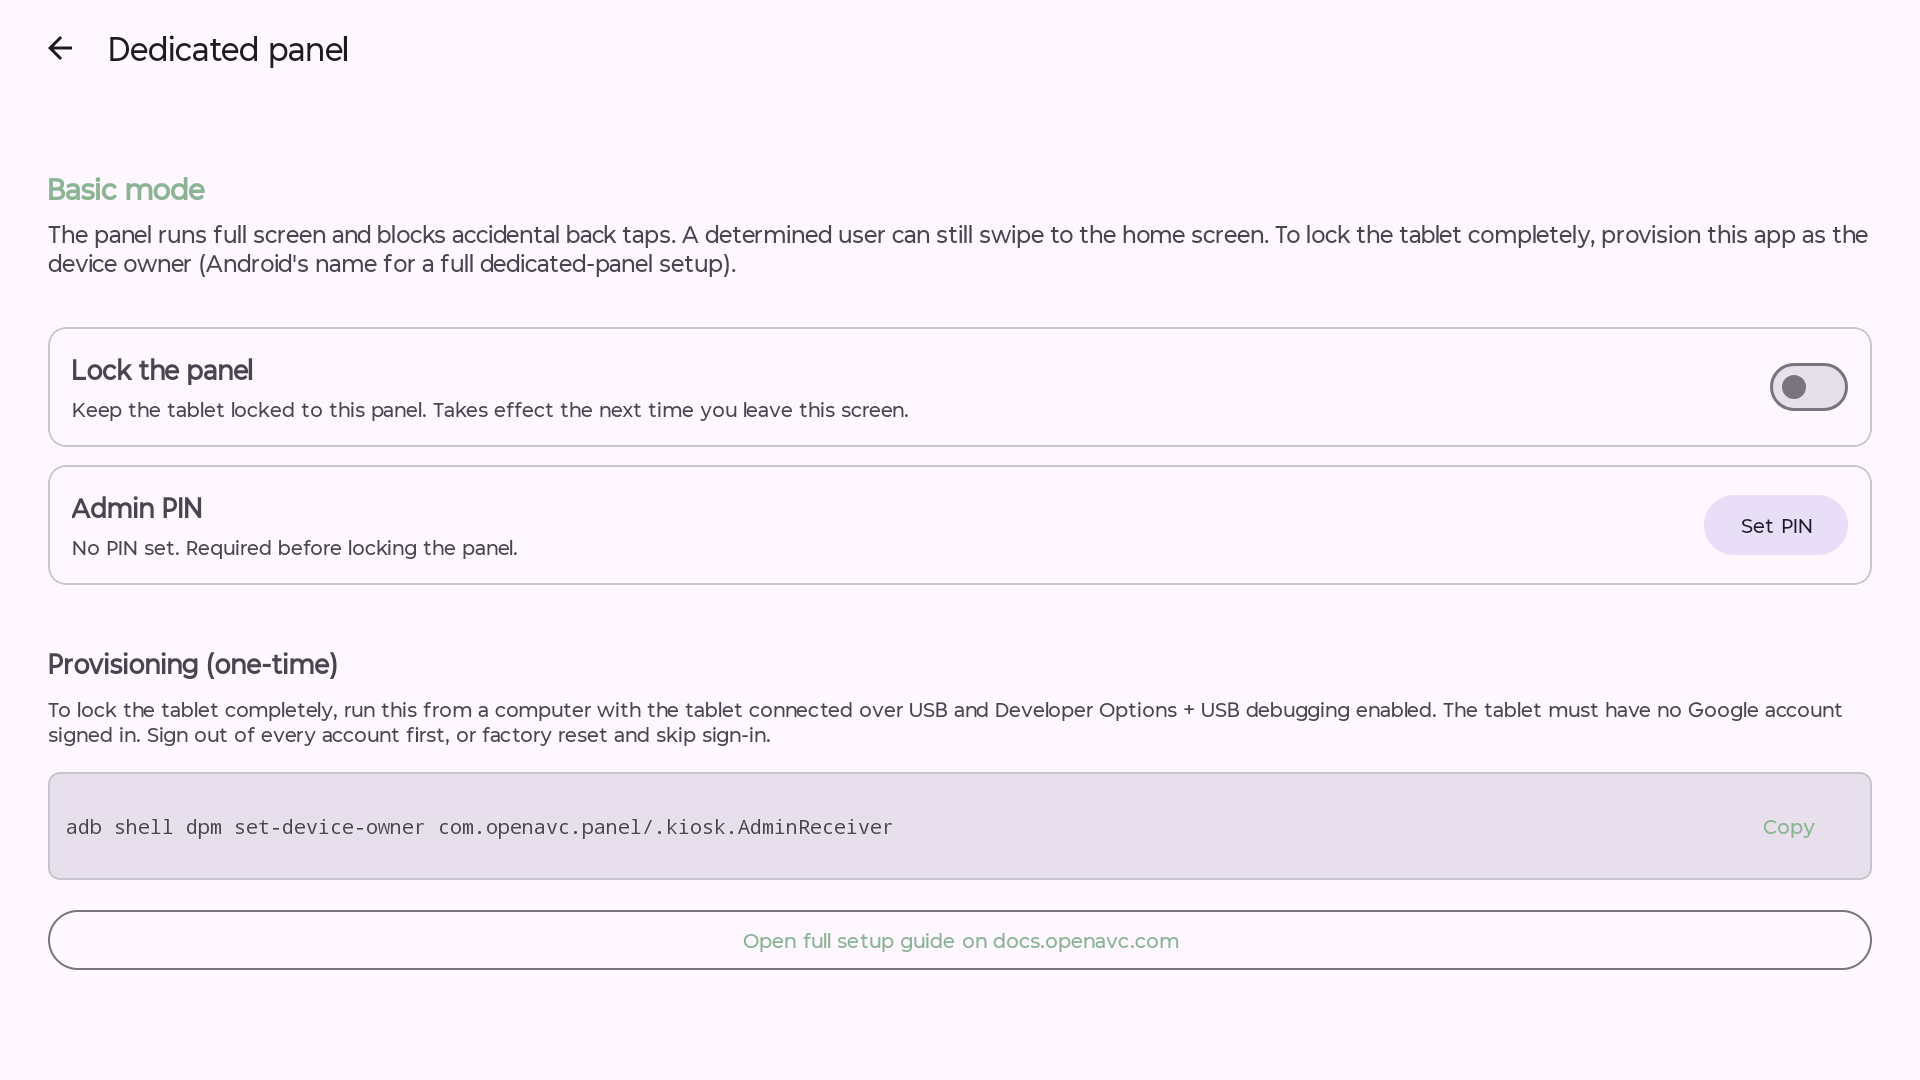 Dedicated panel
Basic mode
The panel runs full screen and blocks accidental back taps. A determined user can still swipe to the home screen. To lock the tablet completely, provision this app as the
device owner (Android's name for a full dedicated-panel setup).
Lock the panel
Keep the tablet locked to this panel. Takes effect the next time you leave this screen.
Admin PIN
No PIN set. Required before locking the panel.
Set PIN
Provisioning (one-time)
To lock the tablet completely, run this from a computer with the tablet connected over USB and Developer Options + USB debugging enabled. The tablet must have no Google account
signed in. Sign out of every account first, or factory reset and skip sign-in.
adb shell dpm set-device-owner com.openavc.panel/.kiosk.AdminReceiver
Copy
Open full setup guide on docs.openavc.com